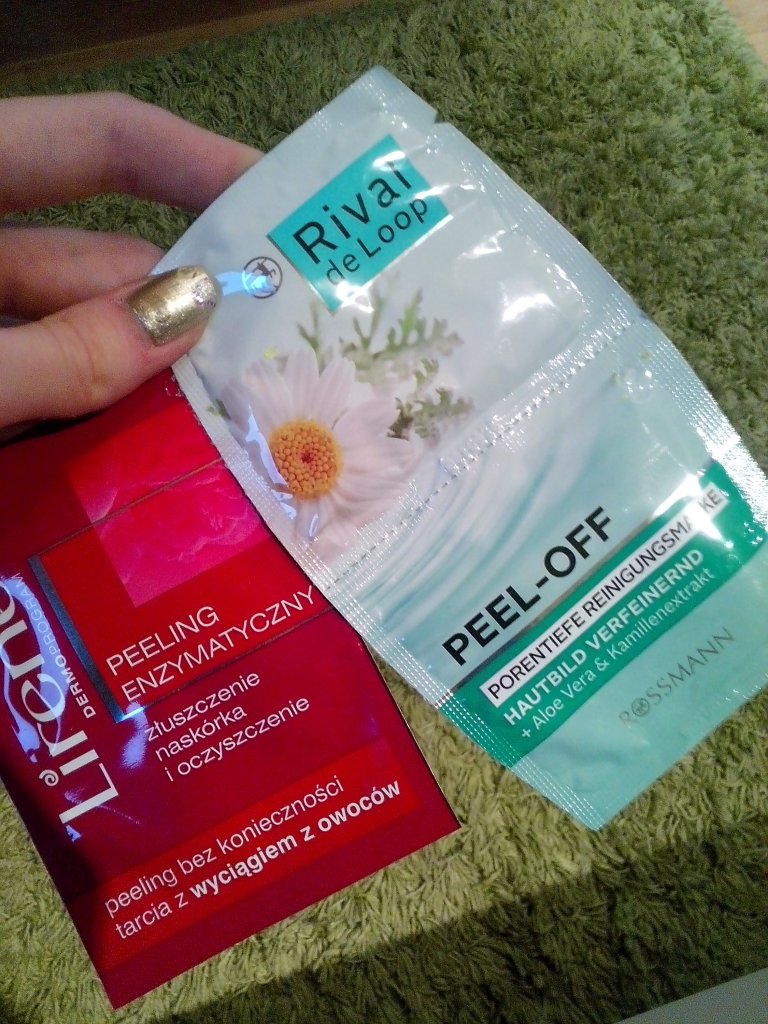 Rival
de Loop
PEEL-OFF
PORENTIEFE REINIGUNGSMASKE
HAUTBILD VERFEINERND
+ Aloe Vera & Kamillenextrakt
ROSSMANN
Lirene
DERMOPROGRAM
PEELING
ENZYMATYCZNY
złuszczenie
naskórka
i oczyszczenie
peeling bez konieczności
tarcia z wyciągiem z owoców